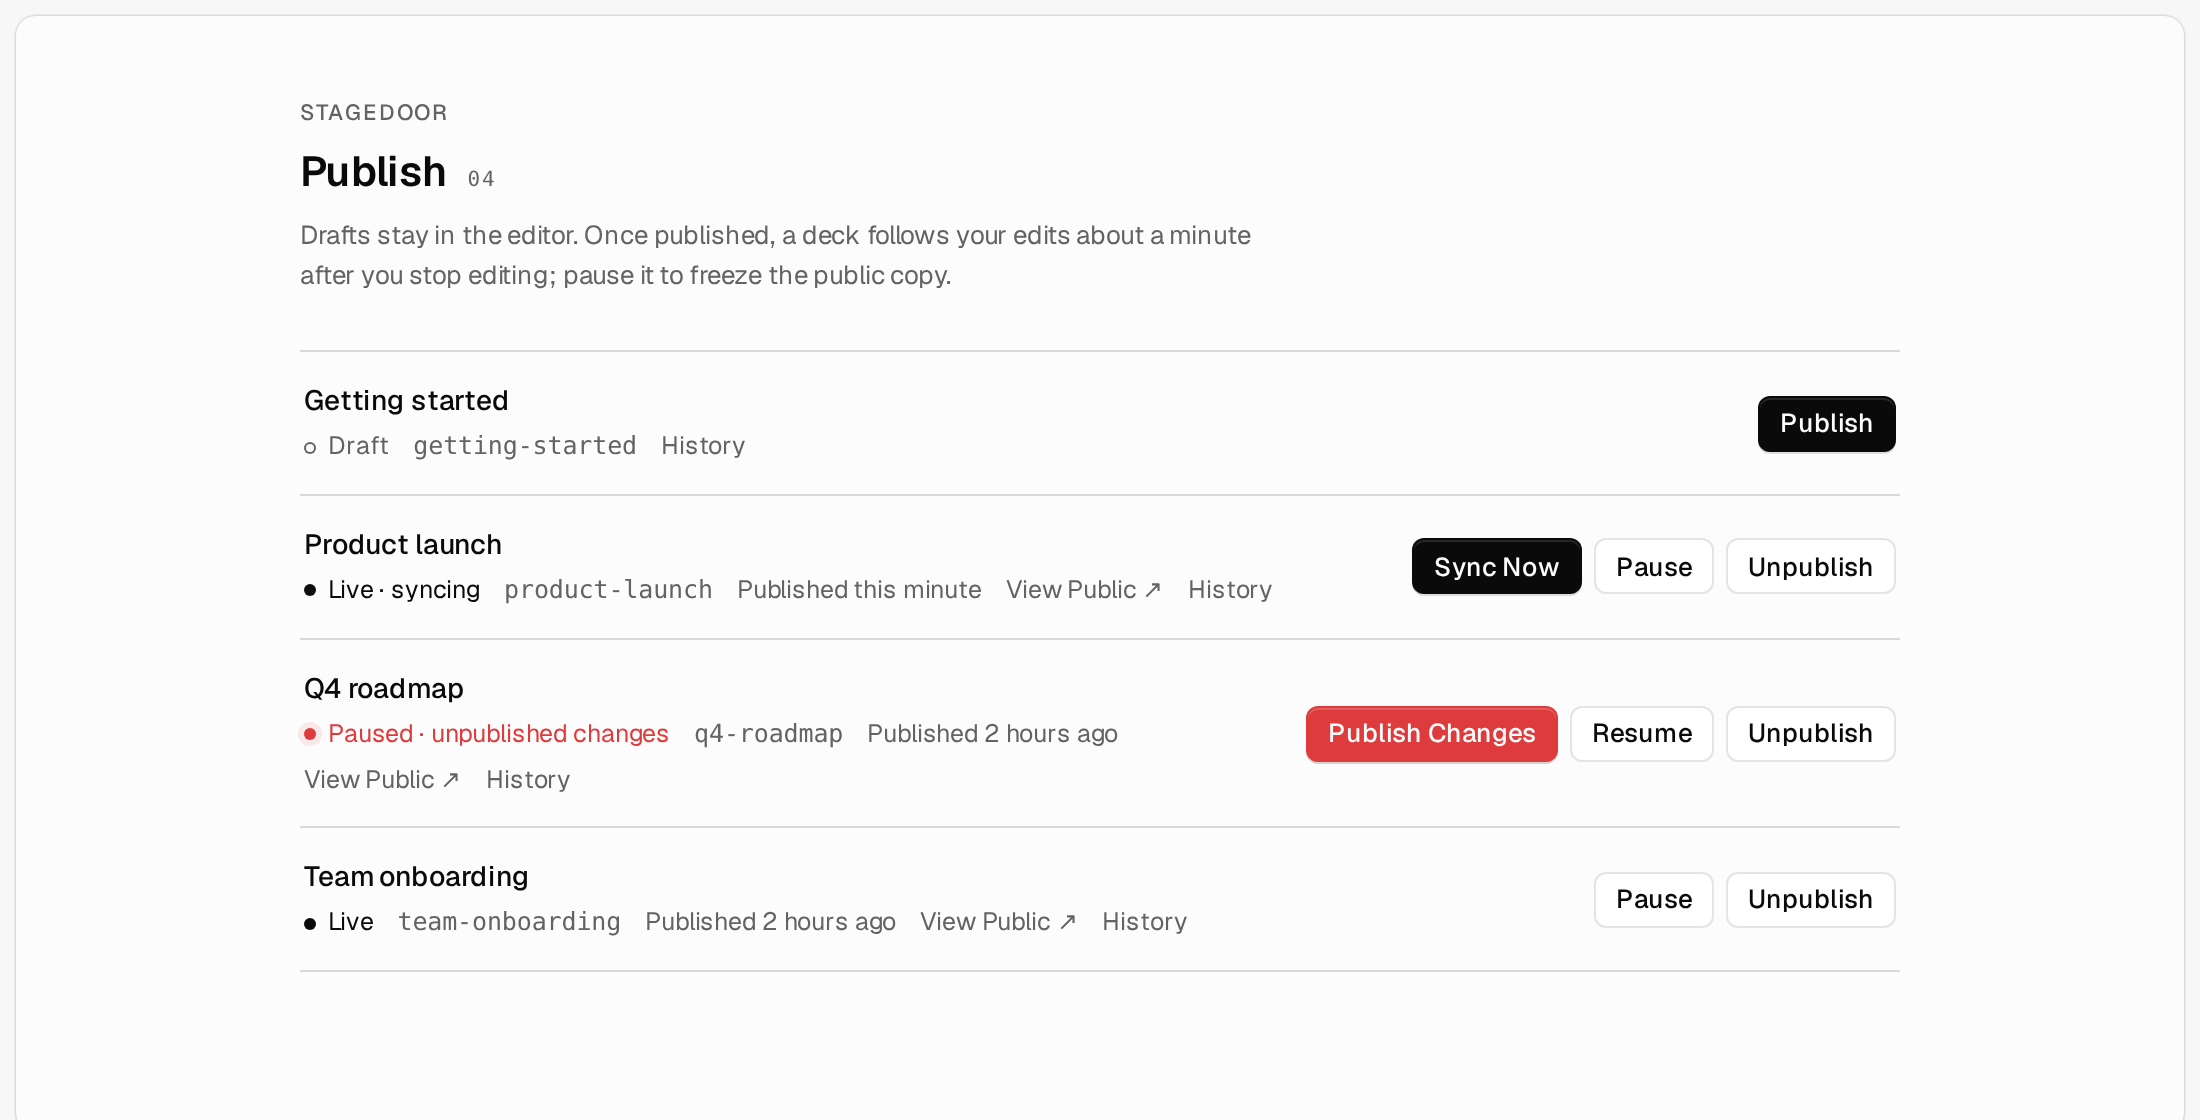 STAGEDOOR
Publish 04
Drafts stay in the editor. Once published, a deck follows your edits about a minute
after you stop editing; pause it to freeze the public copy.
Getting started
Draft getting-started History
Publish
Product launch
Live · syncing product-launch Published this minute View Public ↗ History
Sync Now Pause Unpublish
Q4 roadmap
Paused · unpublished changes q4-roadmap Published 2 hours ago
View Public ↗ History
Publish Changes Resume Unpublish
Team onboarding
Live team-onboarding Published 2 hours ago View Public ↗ History
Pause Unpublish